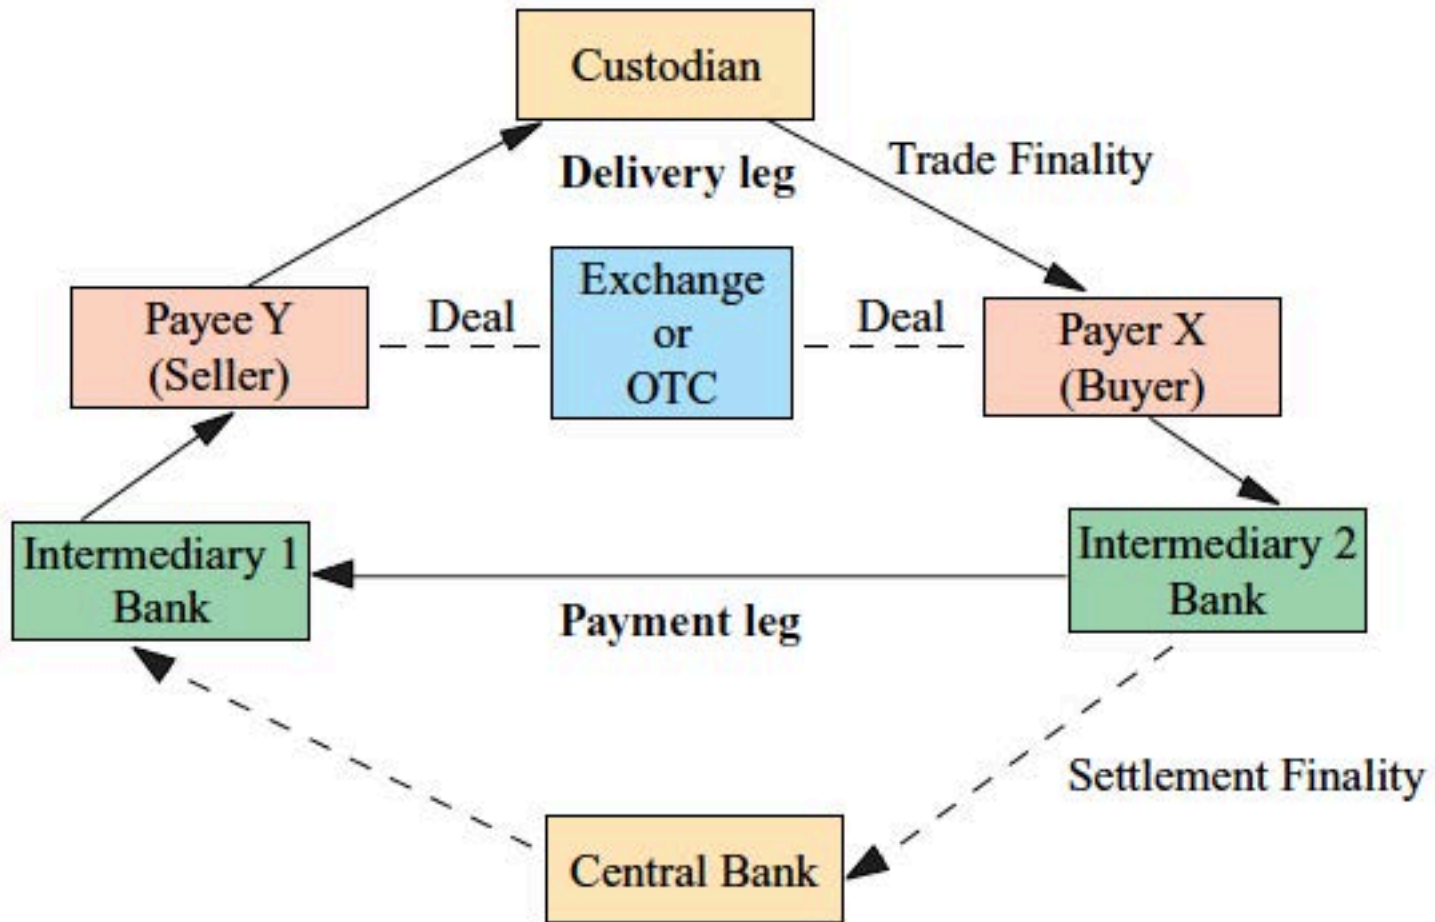 Custodian
Delivery leg
Trade Finality
Payee Y
(Seller)
Deal
Exchange
or
OTC
Deal
Payer X
(Buyer)
Intermediary 1
Bank
Payment leg
Intermediary 2
Bank
Settlement Finality
Central Bank